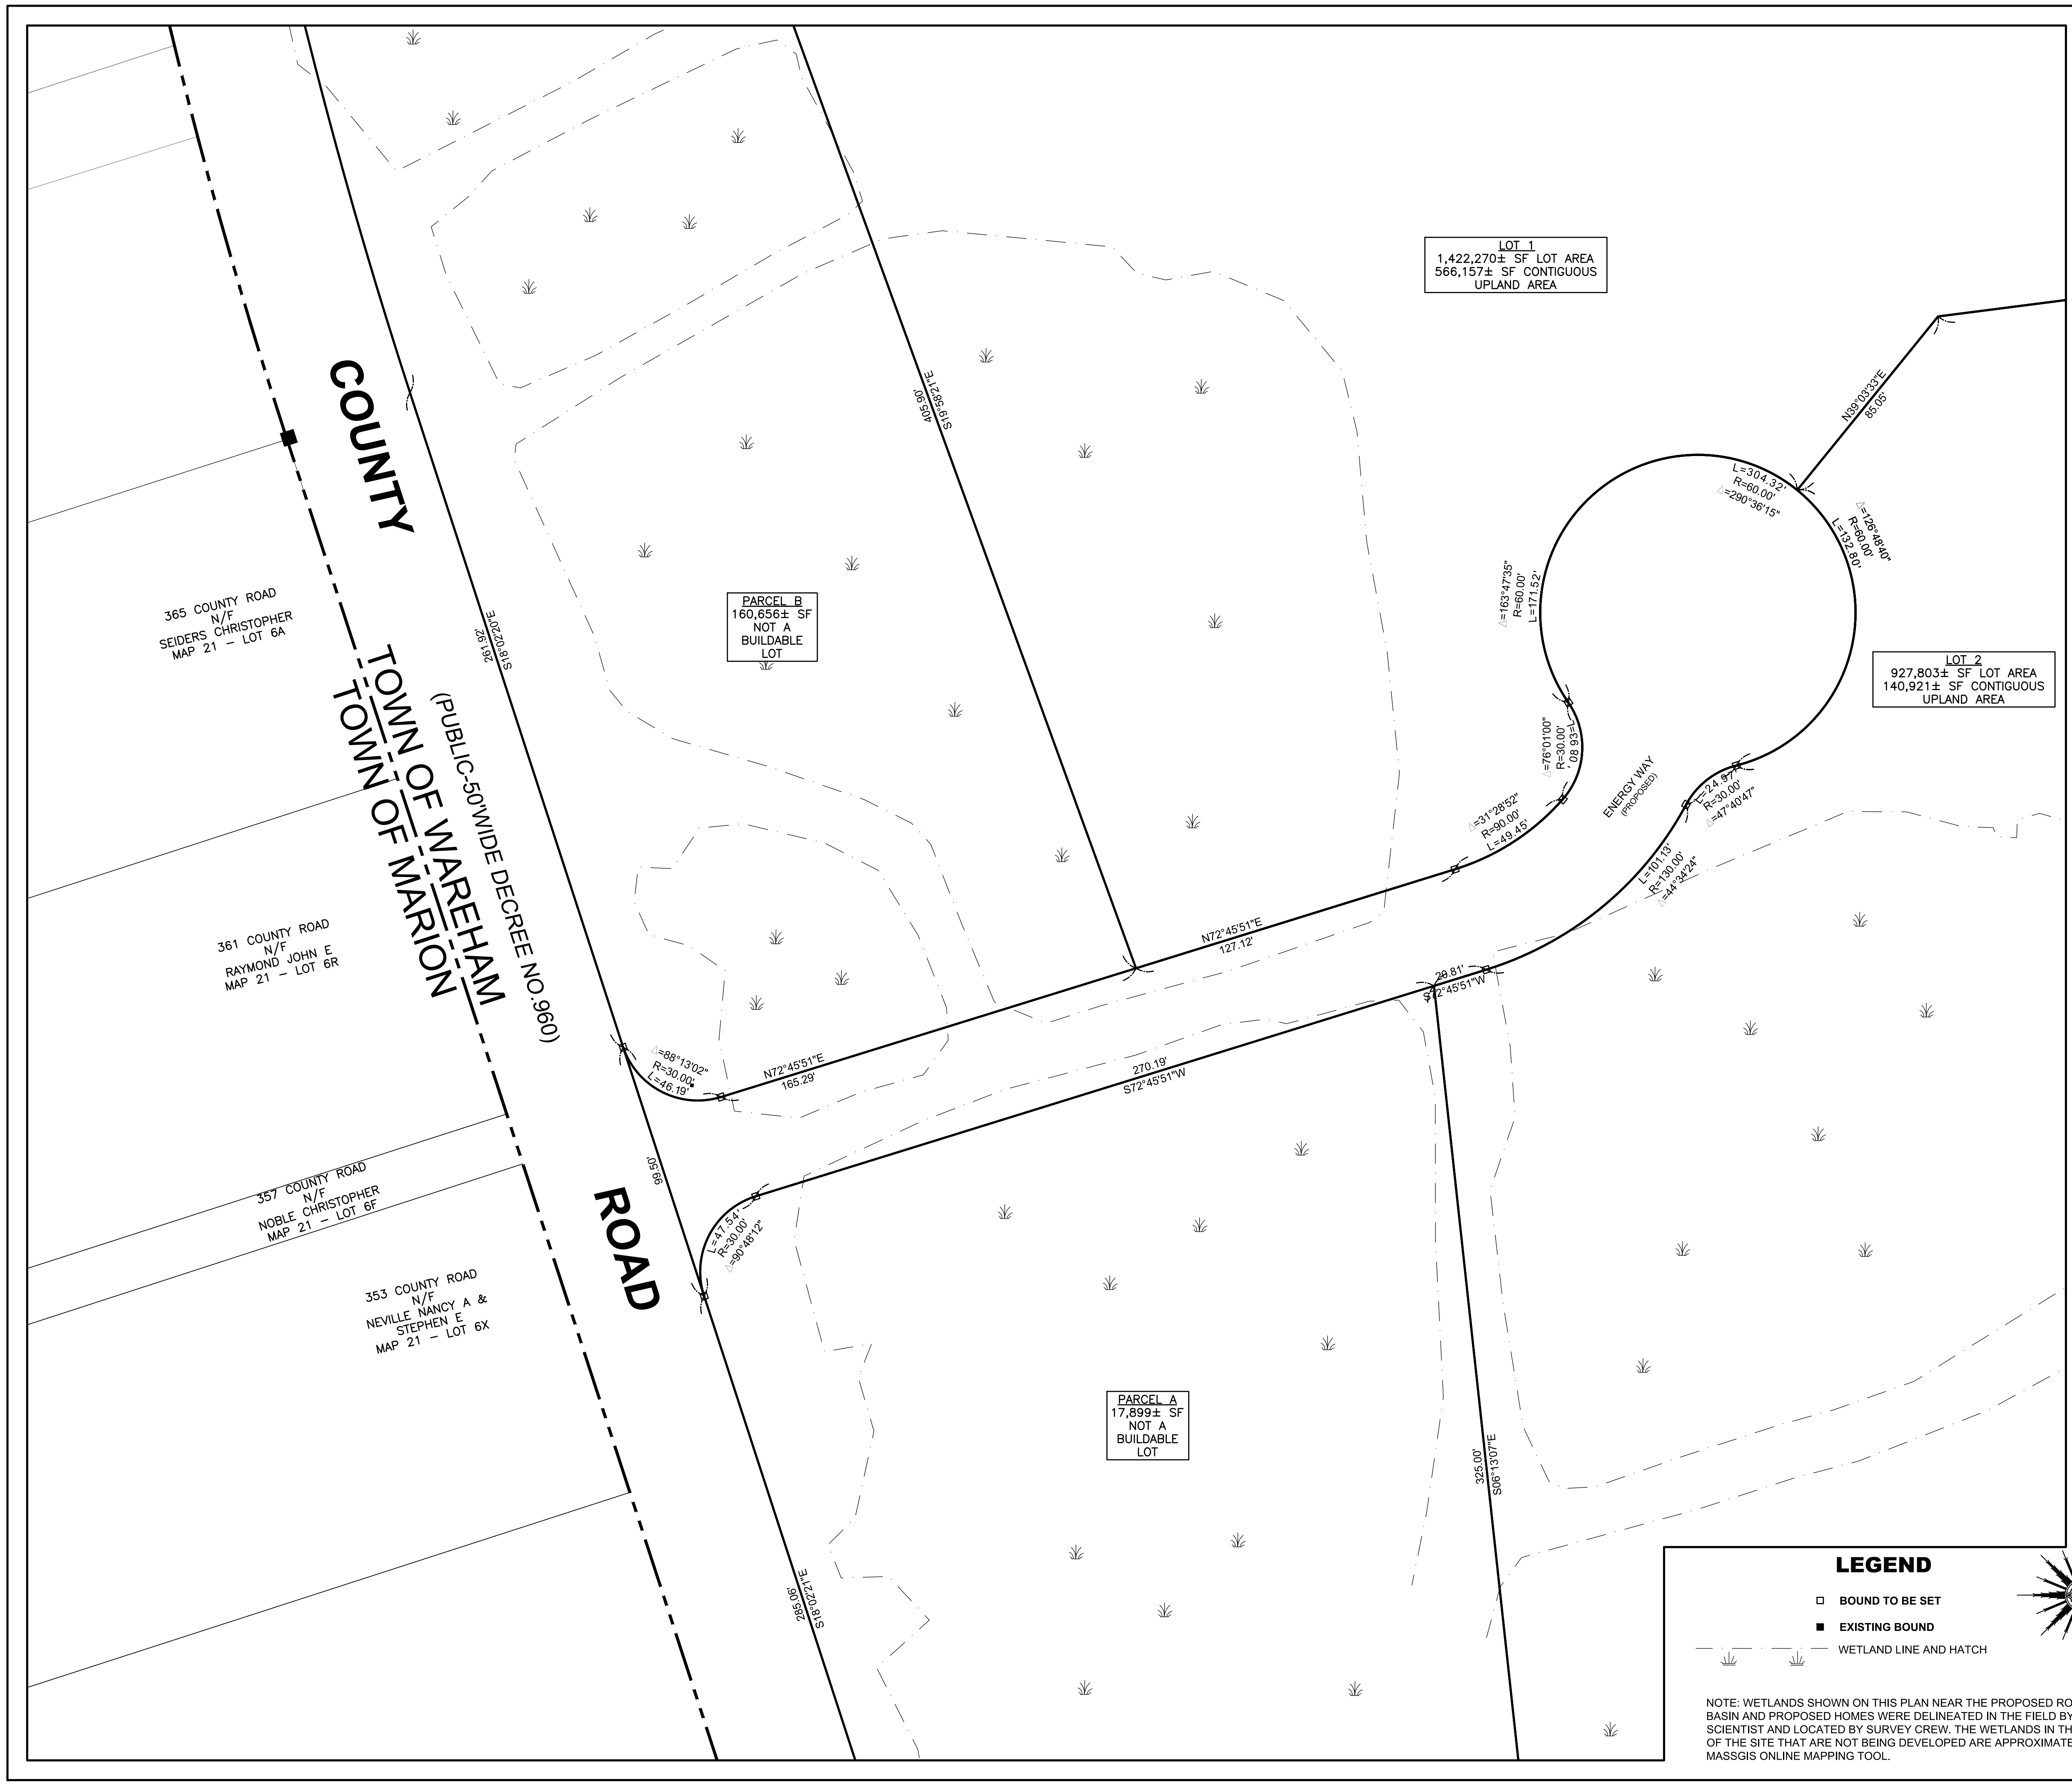 LOT 1
1,422,270± SF LOT AREA
566,157± SF CONTIGUOUS
UPLAND AREA
N39°03'33"E
85.05'
COUNTY
405.90'
S19°58'21"E
L=304.32'
R=60.00'
△=290°36'15"
△=126°48'40"
R=60.00'
L=132.80'
△=163°47'35"
R=60.00'
L=171.52'
365 COUNTY ROAD
N/F
SEIDERS CHRISTOPHER
MAP 21 - LOT 6A
261.92'
S18°02'20"E
PARCEL B
160,656± SF
NOT A
BUILDABLE
LOT
LOT 2
927,803± SF LOT AREA
140,921± SF CONTIGUOUS
UPLAND AREA
TOWN OF WAREHAM
TOWN OF MARION
(PUBLIC-50'WIDE DECREE NO.960)
△=76°01'00"
R=30.00'
ENERGY WAY
(PROPOSED)
L=24.97'
R=30.00'
△=47°40'47"
△=31°28'52"
R=90.00'
L=49.45'
L=101.13'
R=130.00'
△=44°34'24"
361 COUNTY ROAD
N/F
RAYMOND JOHN E
MAP 21 - LOT 6R
N72°45'51"E
127.12'
S72°45'51"W
△=88°13'02"
R=30.00'
L=46.19'
N72°45'51"E
165.29'
270.19'
S72°45'51"W
99.50'
357 COUNTY ROAD
N/F
NOBLE CHRISTOPHER
MAP 21 - LOT 6F
ROAD
L=47.54'
R=30.00'
△=90°48'12"
353 COUNTY ROAD
N/F
NEVILLE NANCY A &
STEPHEN E
MAP 21 - LOT 6X
PARCEL A
17,899± SF
NOT A
BUILDABLE
LOT
325.00'
S06°13'07"E
285.06'
S18°02'21"E
LEGEND
BOUND TO BE SET
EXISTING BOUND
WETLAND LINE AND HATCH
NOTE: WETLANDS SHOWN ON THIS PLAN NEAR THE PROPOSED RO
BASIN AND PROPOSED HOMES WERE DELINEATED IN THE FIELD BY
SCIENTIST AND LOCATED BY SURVEY CREW. THE WETLANDS IN TH
OF THE SITE THAT ARE NOT BEING DEVELOPED ARE APPROXIMATE
MASSGIS ONLINE MAPPING TOOL.